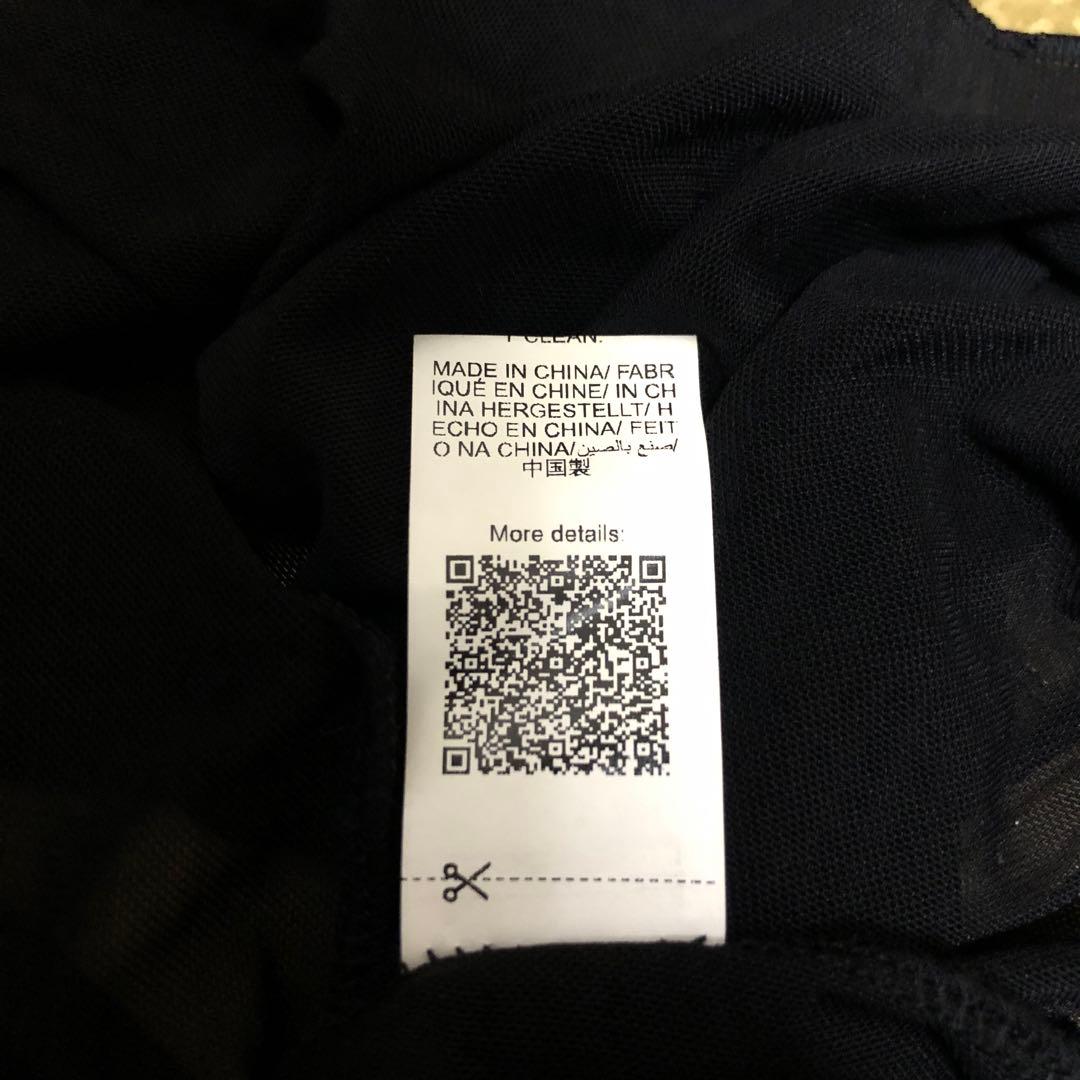 CLEAN.
MADE IN CHINA/ FABR
IQUÉ EN CHINE/ IN CH
INA HERGESTELLT/ H
ECHO EN CHINA/ FEIT
O NA CHINA/صنع بالصين/
中国製
More details: